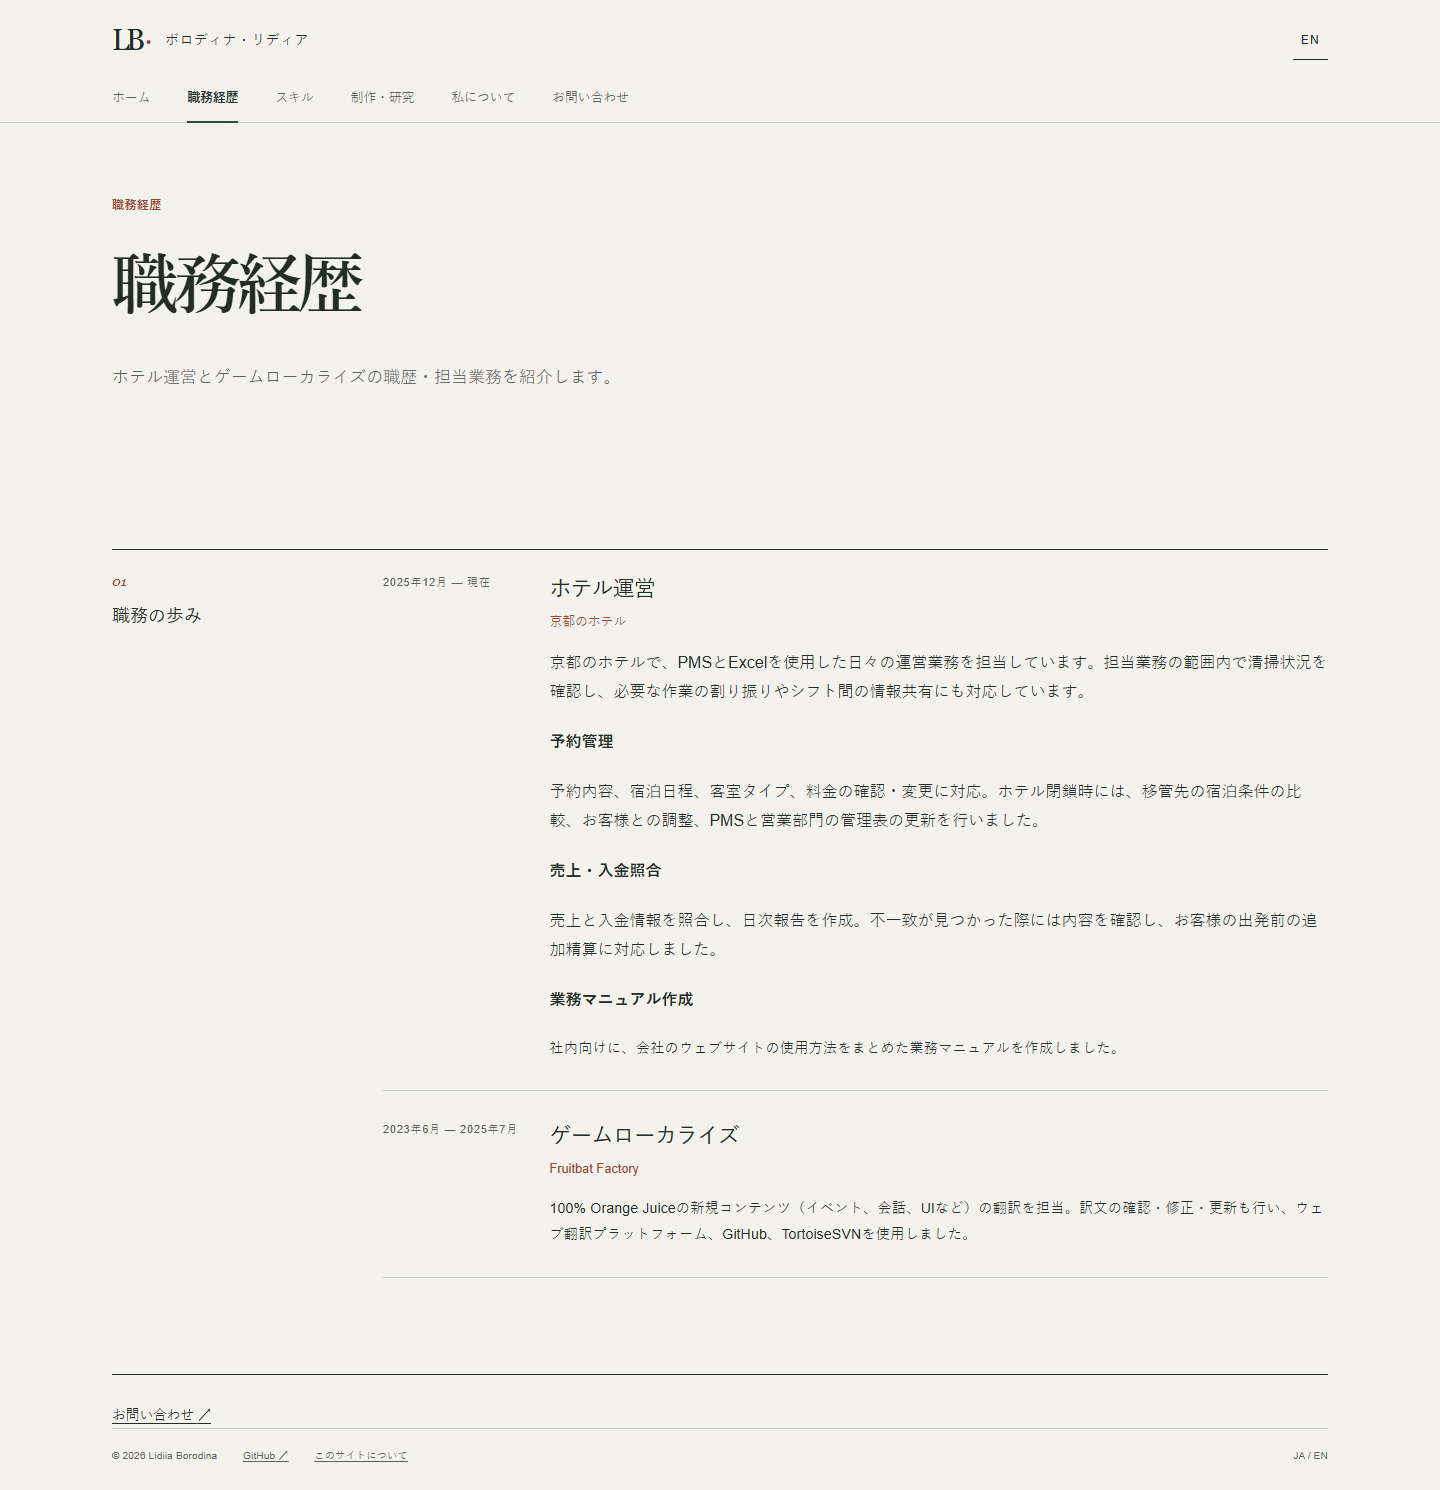 LB· ボロディナ・リディア
EN
ホーム 職務経歴 スキル 制作・研究 私について お問い合わせ
職務経歴
職務経歴
ホテル運営とゲームローカライズの職歴・担当業務を紹介します。
01
職務の歩み
2025年12月 — 現在
ホテル運営
京都のホテル
京都のホテルで、PMSとExcelを使用した日々の運営業務を担当しています。担当業務の範囲内で清掃状況を
確認し、必要な作業の割り振りやシフト間の情報共有にも対応しています。
予約管理
予約内容、宿泊日程、客室タイプ、料金の確認・変更に対応。ホテル閉鎖時には、移管先の宿泊条件の比
較、お客様との調整、PMSと営業部門の管理表の更新を行いました。
売上・入金照合
売上と入金情報を照合し、日次報告を作成。不一致が見つかった際には内容を確認し、お客様の出発前の追
加精算に対応しました。
業務マニュアル作成
社内向けに、会社のウェブサイトの使用方法をまとめた業務マニュアルを作成しました。
2023年6月 — 2025年7月
ゲームローカライズ
Fruitbat Factory
100% Orange Juiceの新規コンテンツ（イベント、会話、UIなど）の翻訳を担当。訳文の確認・修正・更新も行い、ウェ
ブ翻訳プラットフォーム、GitHub、TortoiseSVNを使用しました。
お問い合わせ ↗
© 2026 Lidiia Borodina GitHub ↗ このサイトについて
JA / EN